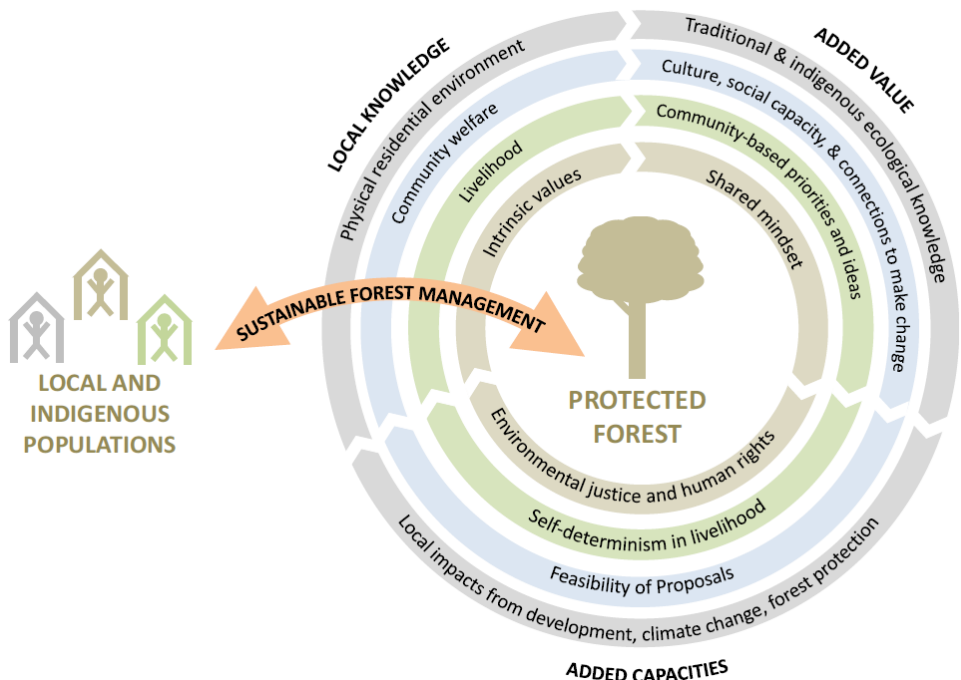 LOCAL KNOWLEDGE
Physical residential environment
Community welfare
Livelihood
Intrinsic values
ADDED VALUE
Traditional & indigenous ecological knowledge
Culture, social capacity, & connections to make change
Community-based priorities and ideas
Shared mindset
SUSTAINABLE FOREST MANAGEMENT
LOCAL AND
INDIGENOUS
POPULATIONS
PROTECTED
FOREST
Environmental justice and human rights
Self-determinism in livelihood
Feasibility of Proposals
Local impacts from development, climate change, forest protection
ADDED CAPACITIES